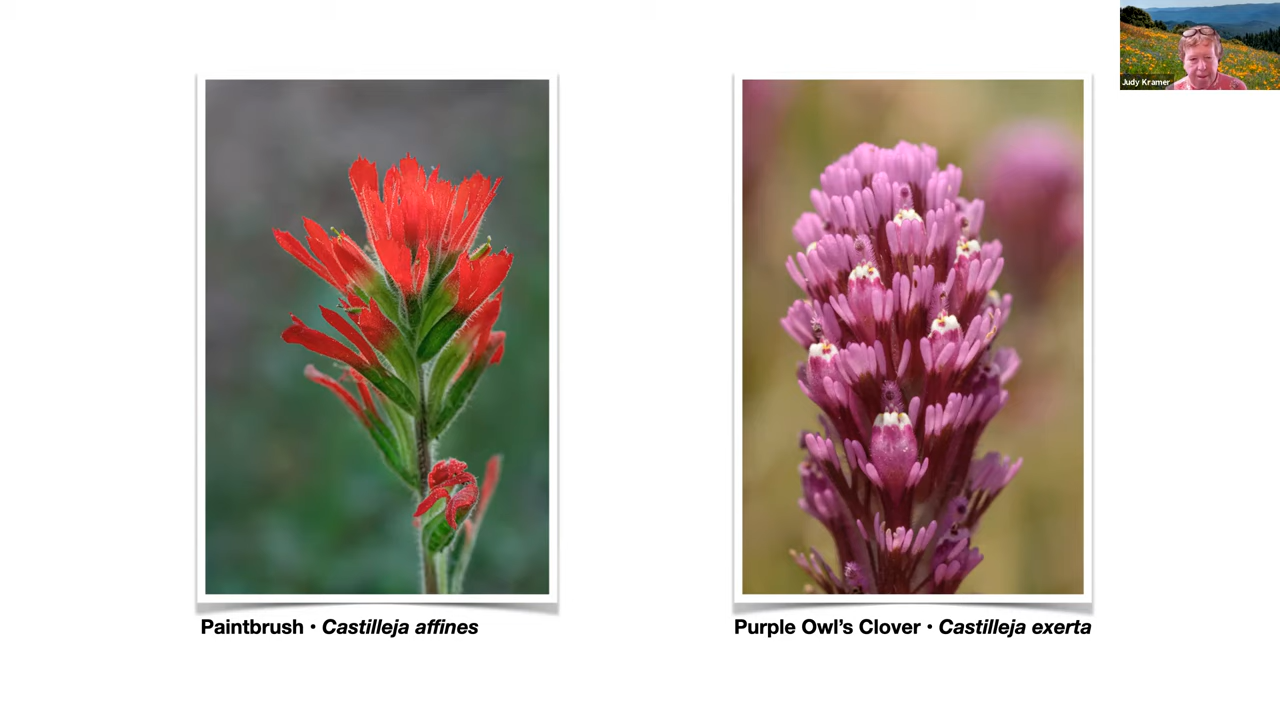 Judy Kramer
Paintbrush • Castilleja affines
Purple Owl’s Clover • Castilleja exerta